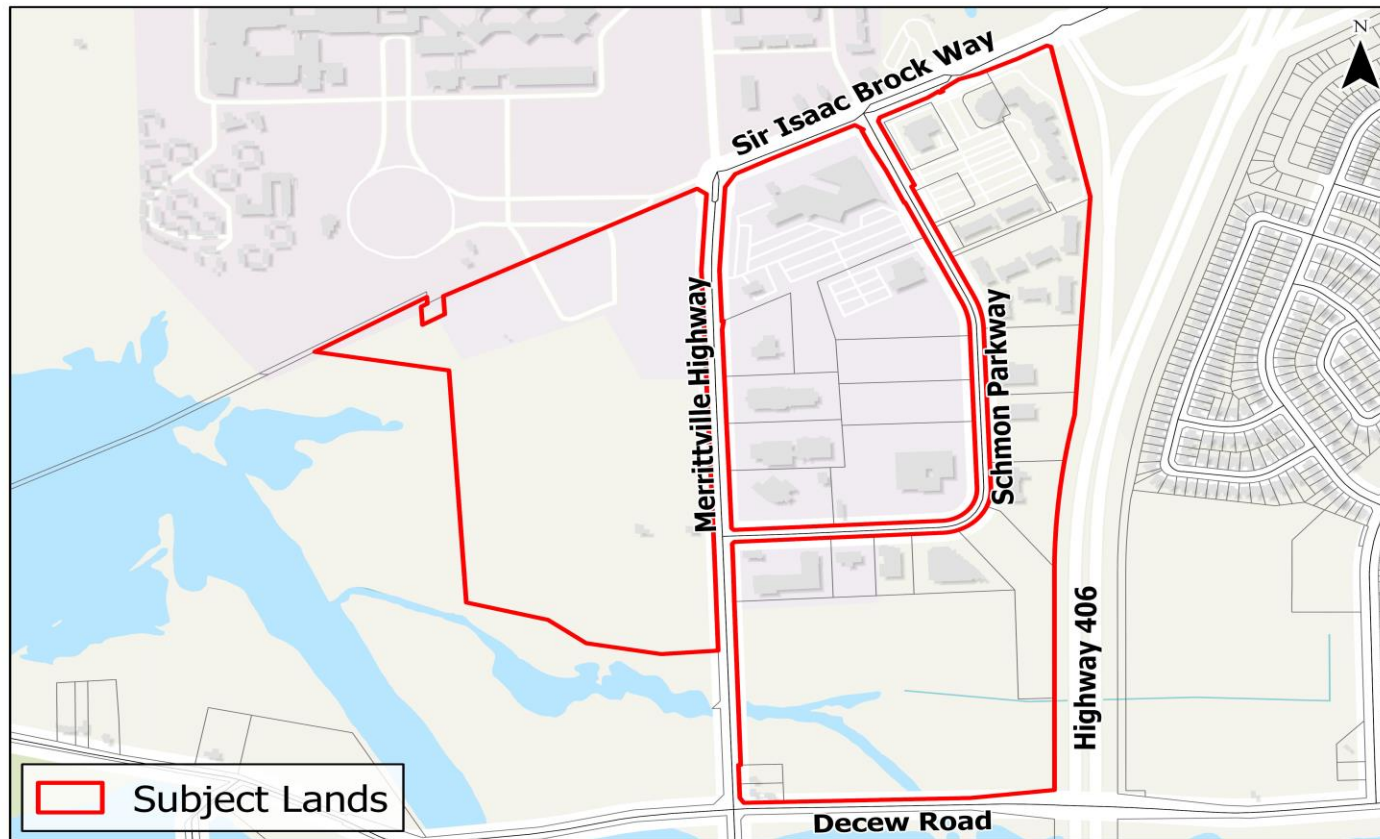 N
Sir Isaac Brock Way
Merrittville Highway
Schmon Parkway
Highway 406
Subject Lands
Decew Road